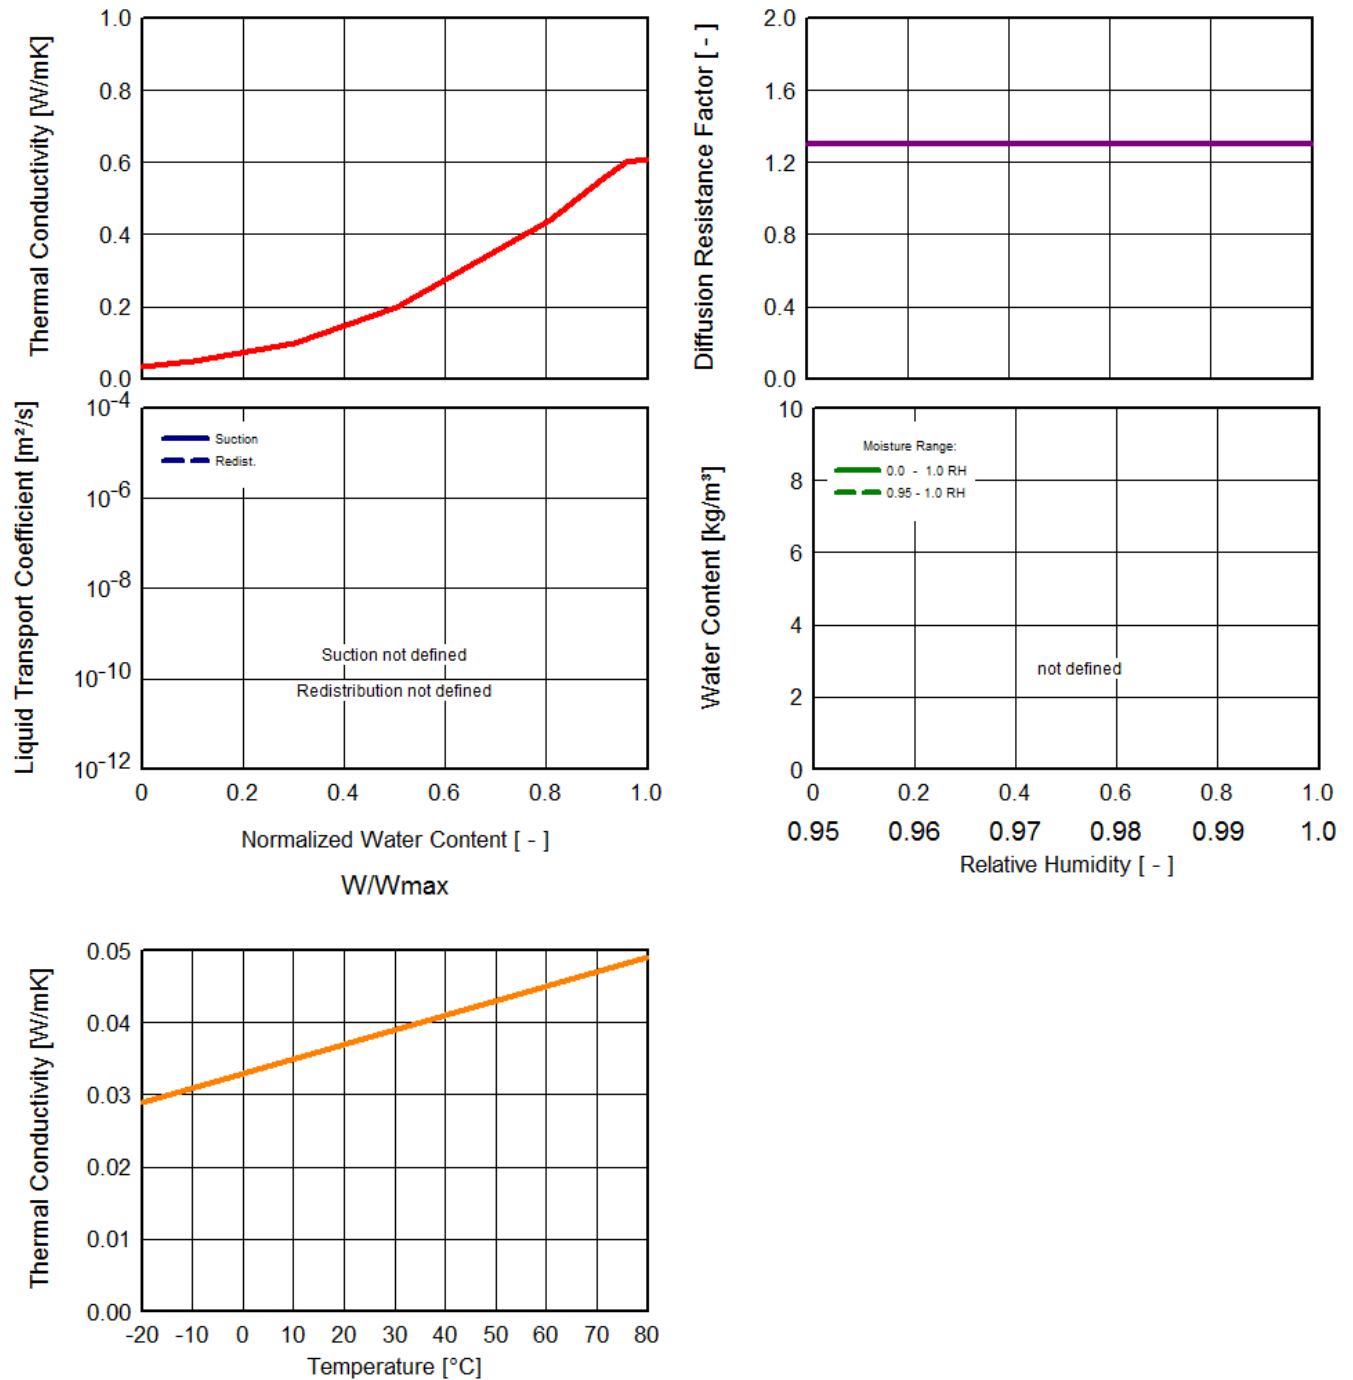 Thermal Conductivity [W/mK]
1.0
0.8
0.6
0.4
0.2
0.0
Diffusion Resistance Factor [ - ]
2.0
1.6
1.2
0.8
0.4
0.0
Liquid Transport Coefficient [m²/s]
10-4
10-6
10-8
10-10
10-12
Suction
Redist.
Suction not defined
Redistribution not defined
0 0.2 0.4 0.6 0.8 1.0
Normalized Water Content [ - ]
W/Wmax
Water Content [kg/m³]
10
8
6
4
2
0
Moisture Range:
0.0 - 1.0 RH
0.95 - 1.0 RH
not defined
0 0.2 0.4 0.6 0.8 1.0
0.95 0.96 0.97 0.98 0.99 1.0
Relative Humidity [ - ]
Thermal Conductivity [W/mK]
0.05
0.04
0.03
0.02
0.01
0.00
-20 -10 0 10 20 30 40 50 60 70 80
Temperature [°C]